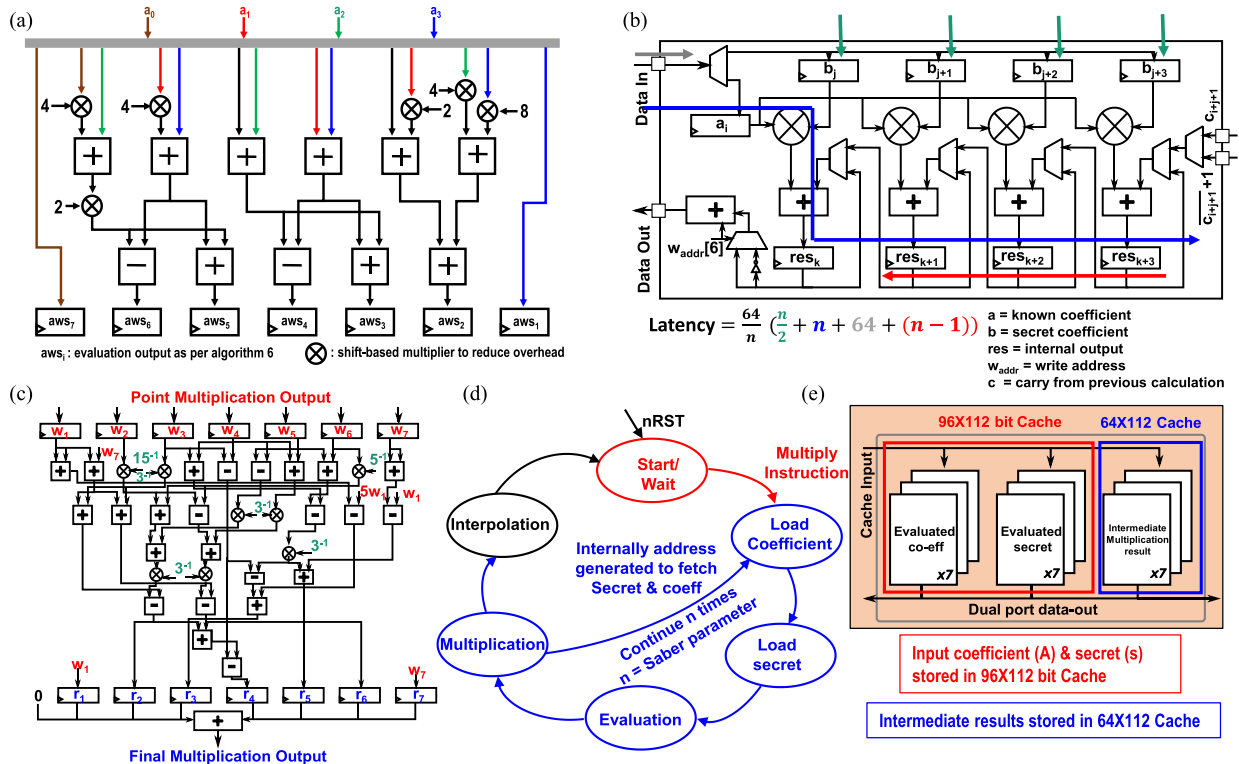 (a)
a0 a1 a2 a3
4 4 2 4 8
+ + + + + +
2
− + − + +
aws7 aws6 aws5 aws4 aws3 aws2 aws1
awsi : evaluation output as per algorithm 6 ⊗ : shift-based multiplier to reduce overhead
(b)
Data In
bj bj+1 bj+2 bj+3
ai
ci+j+1
ci+j+1 +1
+ + + + +
waddr[6]
Data Out
resk resk+1 resk+2 resk+3
Latency = 64/n (n/2 + n + 64 + (n − 1))
a = known coefficient
b = secret coefficient
res = internal output
waddr = write address
c = carry from previous calculation
(c)
Point Multiplication Output
w1 w2 w3 w4 w5 w6 w7
w7
15⁻¹
3⁻¹
5⁻¹
+ + - + - + - + +
5w1 w1
+ + + - - - - -
3⁻¹
+ + 3⁻¹
3⁻¹ - +
- - +
+
-
w1 w7
0 r1 r2 r3 r4 r5 r6 r7
+
Final Multiplication Output
(d)
nRST
Start/
Wait
Multiply
Instruction
Interpolation
Load
Coefficient
Internally address
generated to fetch
Secret & coeff
Continue n times
n = Saber parameter
Multiplication
Load
secret
Evaluation
(e)
96X112 bit Cache 64X112 Cache
Cache Input
Evaluated
co-eff
x7
Evaluated
secret
x7
Intermediate
Multiplication
result
x7
Dual port data-out
Input coefficient (A) & secret (s)
stored in 96X112 bit Cache
Intermediate results stored in 64X112 Cache